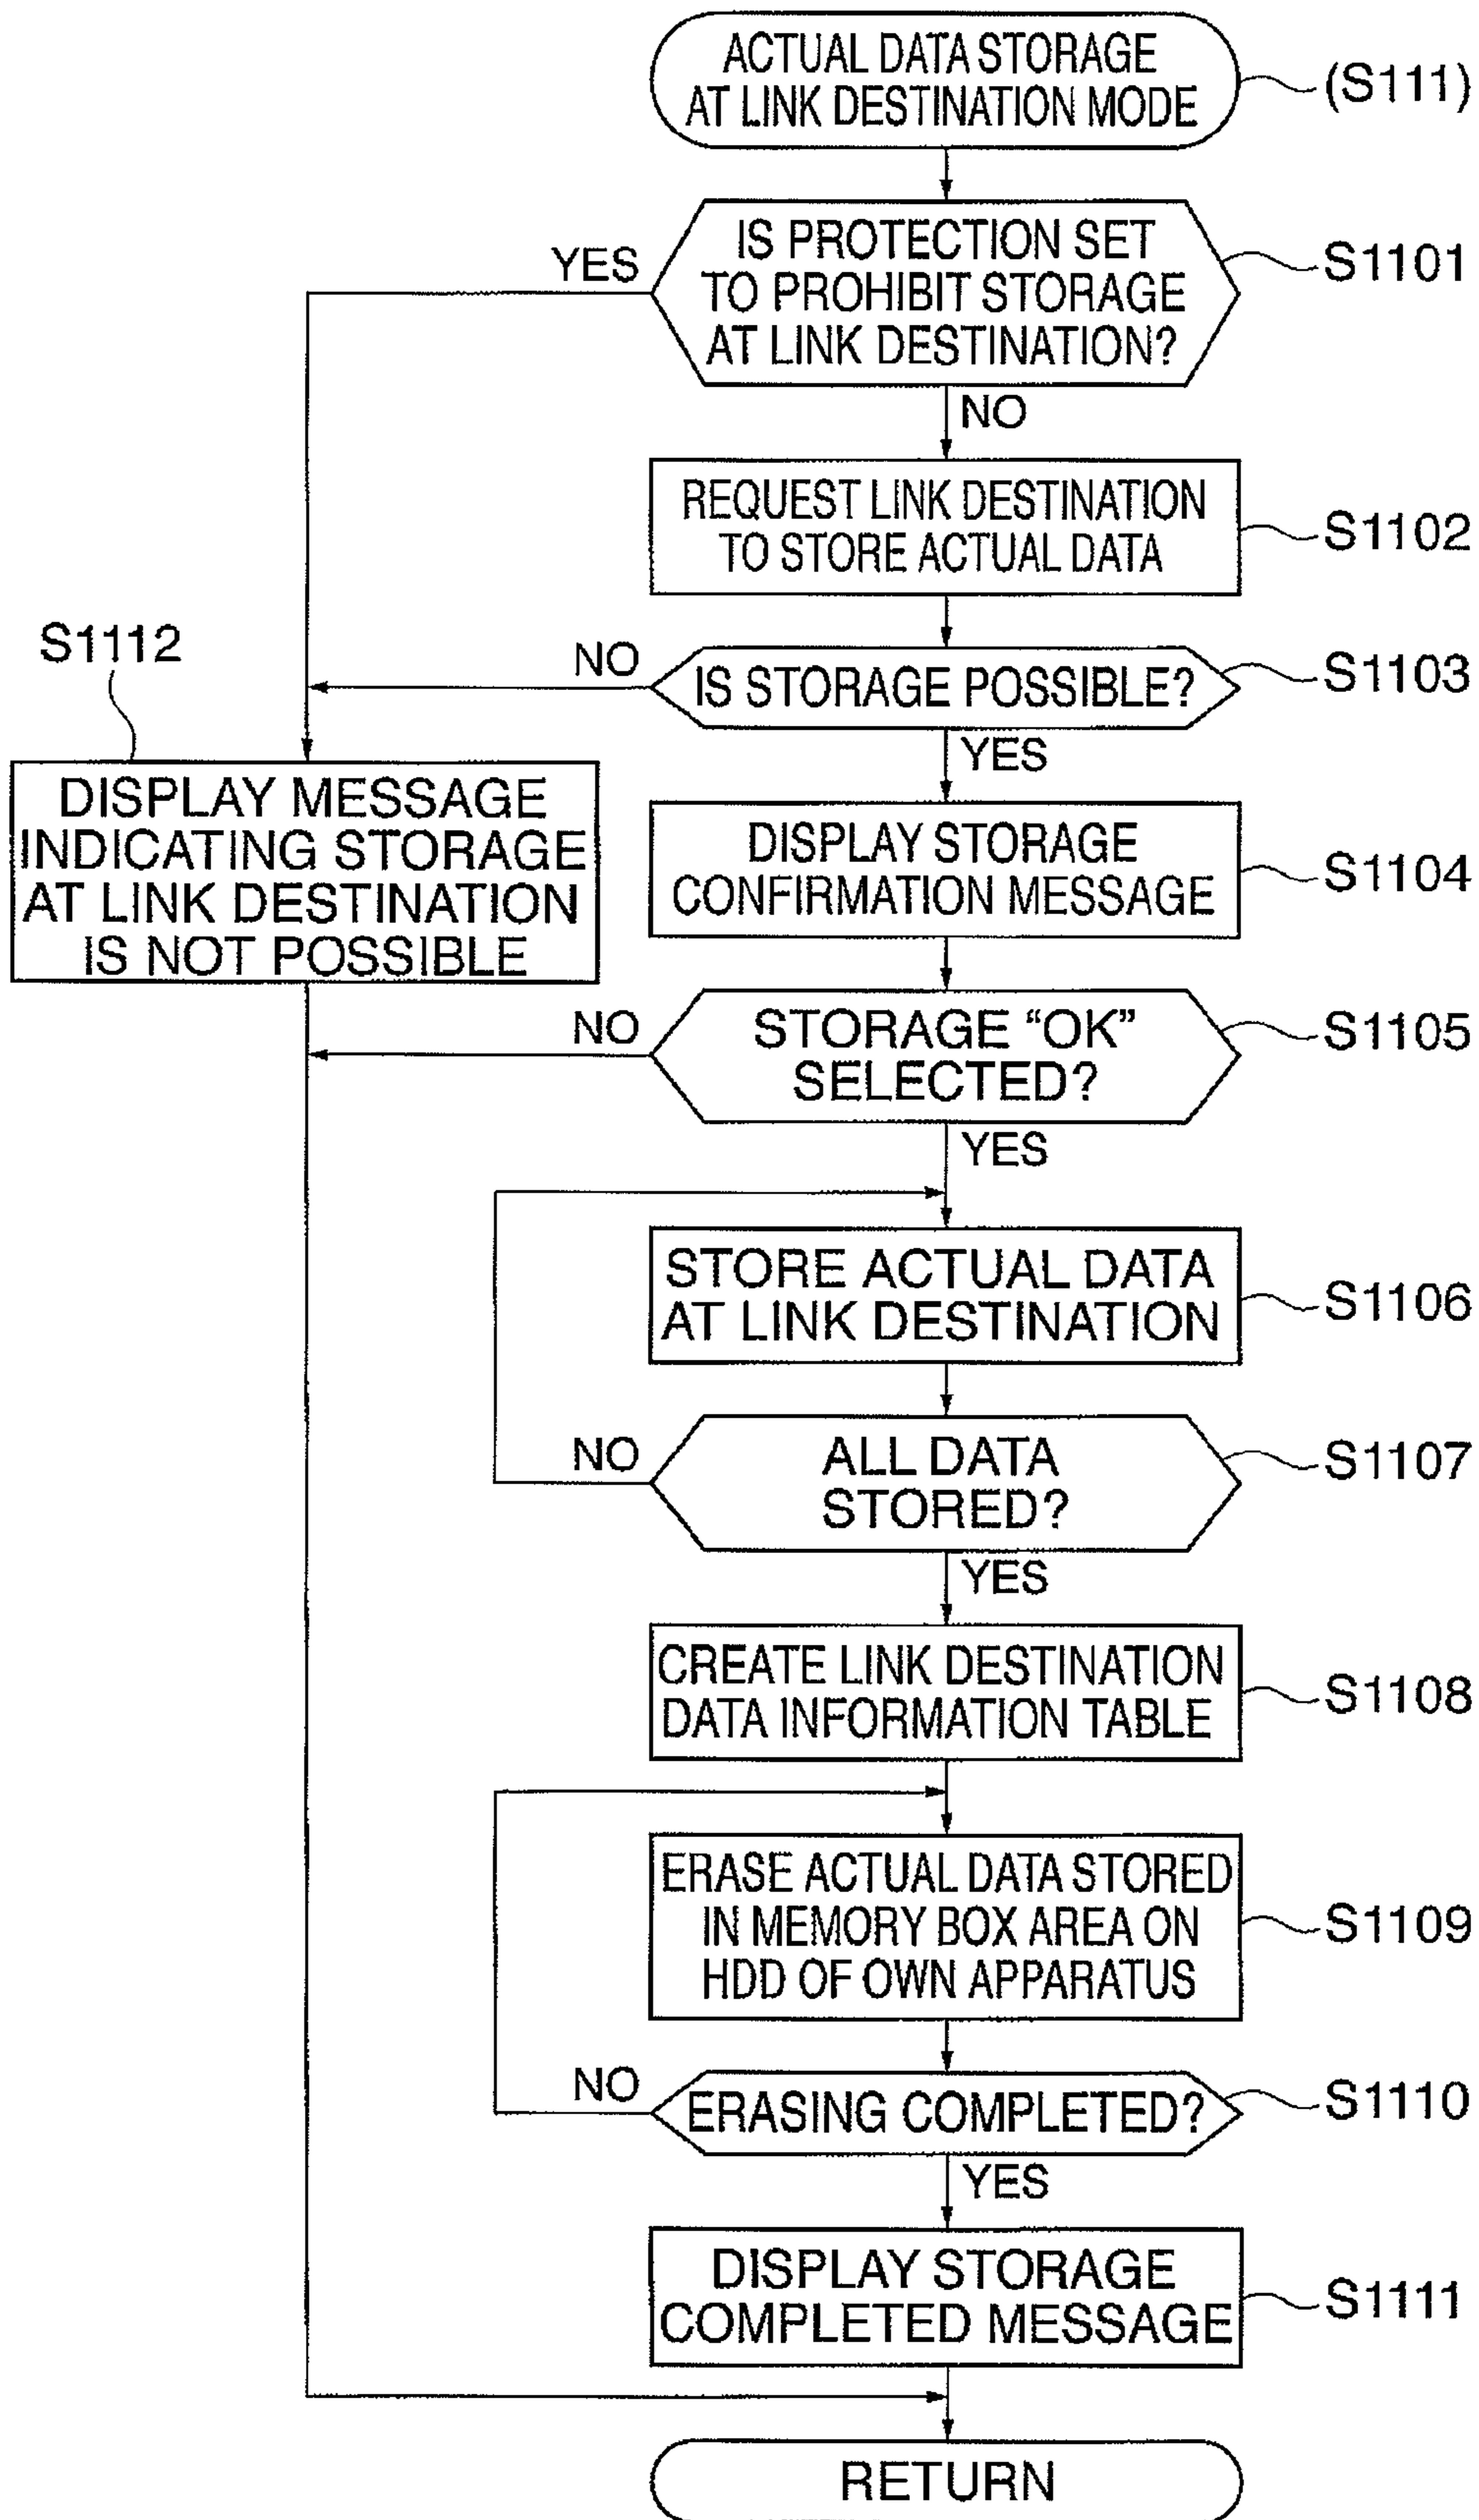 ACTUAL DATA STORAGE
AT LINK DESTINATION MODE
(S111)
IS PROTECTION SET
TO PROHIBIT STORAGE
AT LINK DESTINATION?
S1101
YES
NO
REQUEST LINK DESTINATION
TO STORE ACTUAL DATA
S1102
S1112
NO
IS STORAGE POSSIBLE?
S1103
YES
DISPLAY MESSAGE
INDICATING STORAGE
AT LINK DESTINATION
IS NOT POSSIBLE
DISPLAY STORAGE
CONFIRMATION MESSAGE
S1104
NO
STORAGE “OK”
SELECTED?
S1105
YES
STORE ACTUAL DATA
AT LINK DESTINATION
S1106
NO
ALL DATA
STORED?
S1107
YES
CREATE LINK DESTINATION
DATA INFORMATION TABLE
S1108
ERASE ACTUAL DATA STORED
IN MEMORY BOX AREA ON
HDD OF OWN APPARATUS
S1109
NO
ERASING COMPLETED?
S1110
YES
DISPLAY STORAGE
COMPLETED MESSAGE
S1111
RETURN